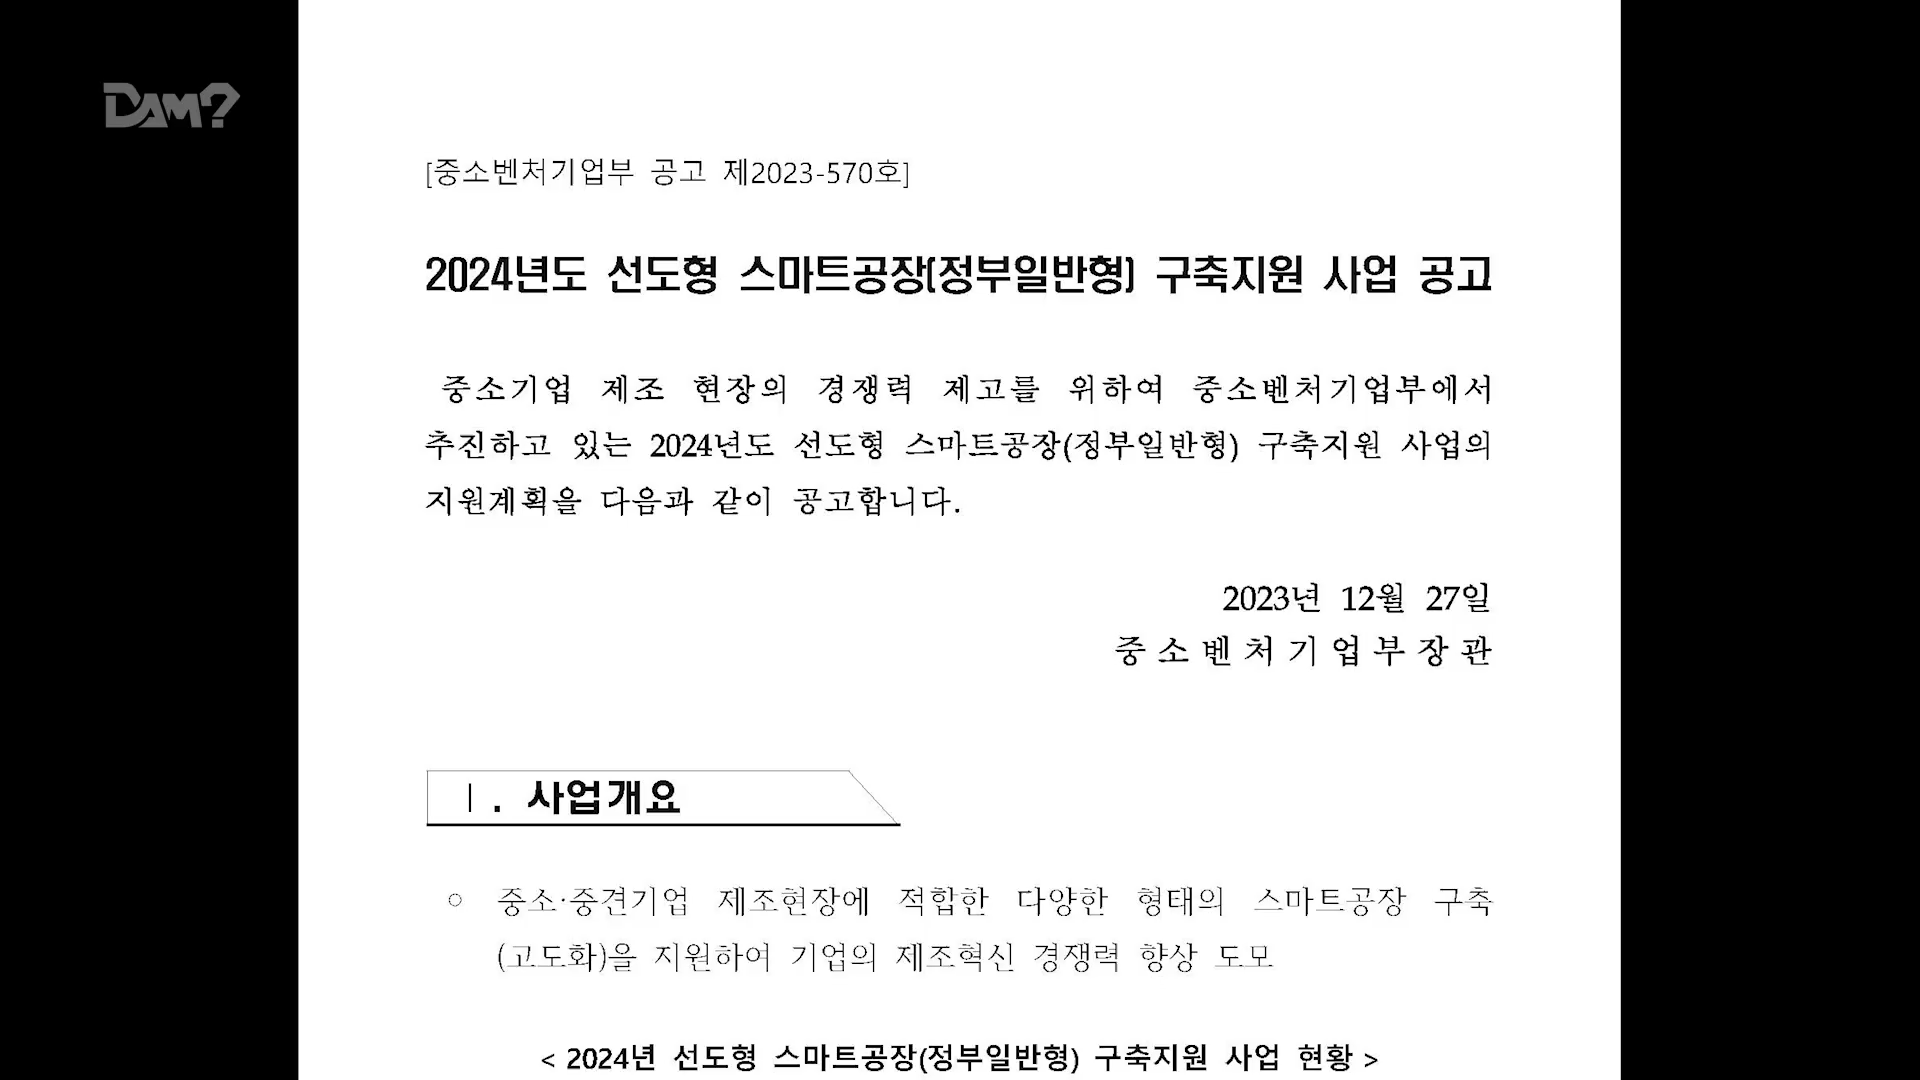 DAM?
[중소벤처기업부 공고 제2023-570호]
2024년도 선도형 스마트공장(정부일반형) 구축지원 사업 공고
중소기업 제조 현장의 경쟁력 제고를 위하여 중소벤처기업부에서
추진하고 있는 2024년도 선도형 스마트공장(정부일반형) 구축지원 사업의
지원계획을 다음과 같이 공고합니다.
2023년 12월 27일
중소벤처기업부장관
Ⅰ. 사업개요
○ 중소·중견기업 제조현장에 적합한 다양한 형태의 스마트공장 구축
(고도화)을 지원하여 기업의 제조혁신 경쟁력 향상 도모
< 2024년 선도형 스마트공장(정부일반형) 구축지원 사업 현황 >